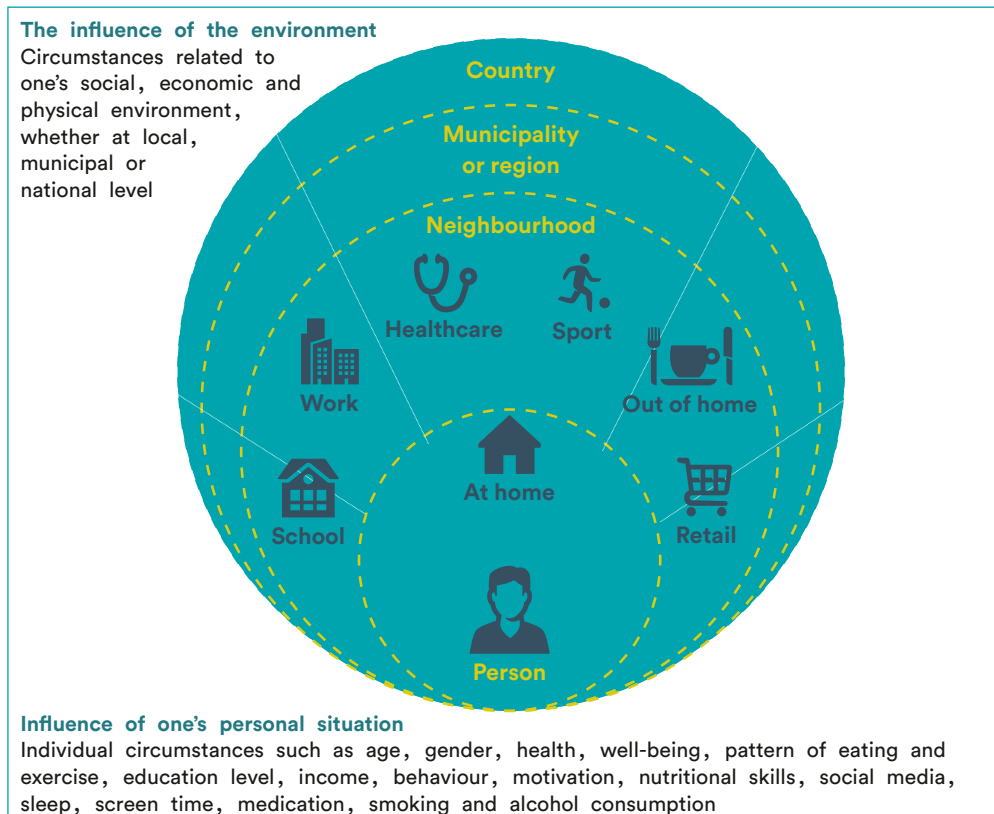 The influence of the environment
Circumstances related to
one's social, economic and
physical environment,
whether at local,
municipal or
national level
Country
Municipality
or region
Neighbourhood
Healthcare
Sport
Work
Out of home
At home
School
Retail
Person
Influence of one's personal situation
Individual circumstances such as age, gender, health, well-being, pattern of eating and
exercise, education level, income, behaviour, motivation, nutritional skills, social media,
sleep, screen time, medication, smoking and alcohol consumption